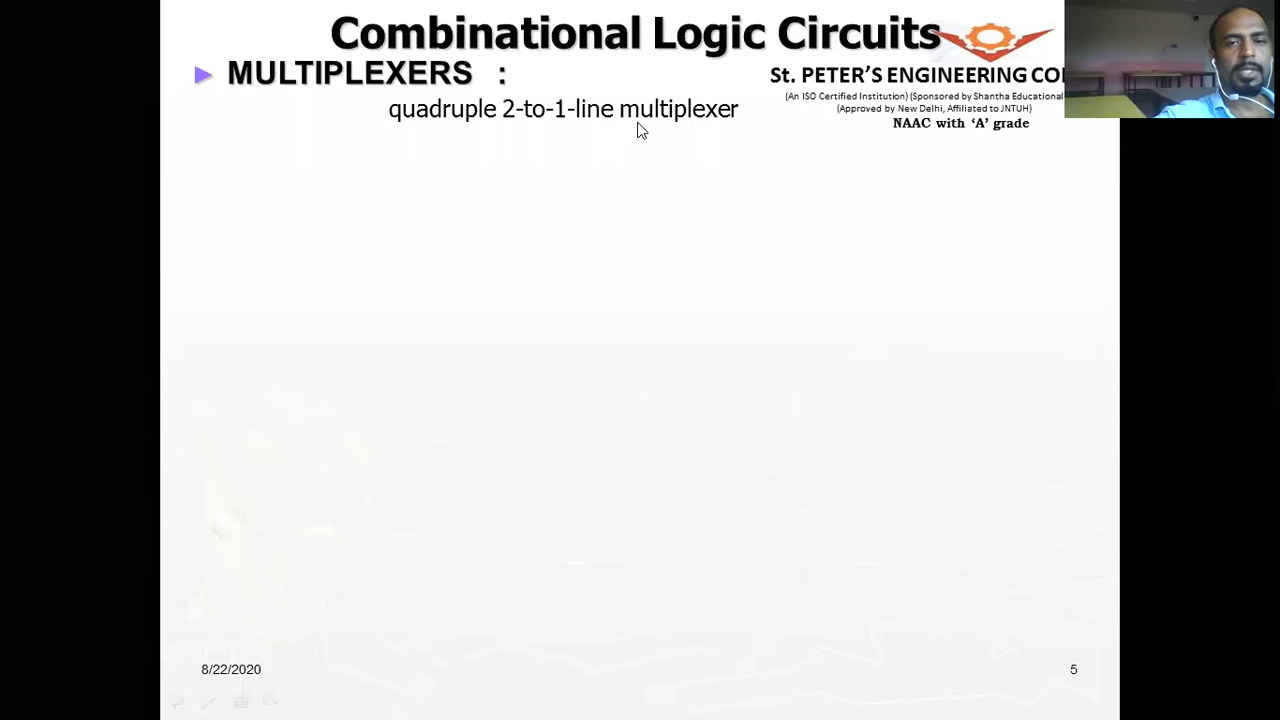 Combinational Logic Circuits
MULTIPLEXERS :
St. PETER'S ENGINEERING
(An ISO Certified Institution) (Sponsored by Shantha Educational
quadruple 2-to-1-line multiplexer
(Approved by New Delhi, Affiliated to JNTUH)
NAAC with ‘A’ grade
8/22/2020
5